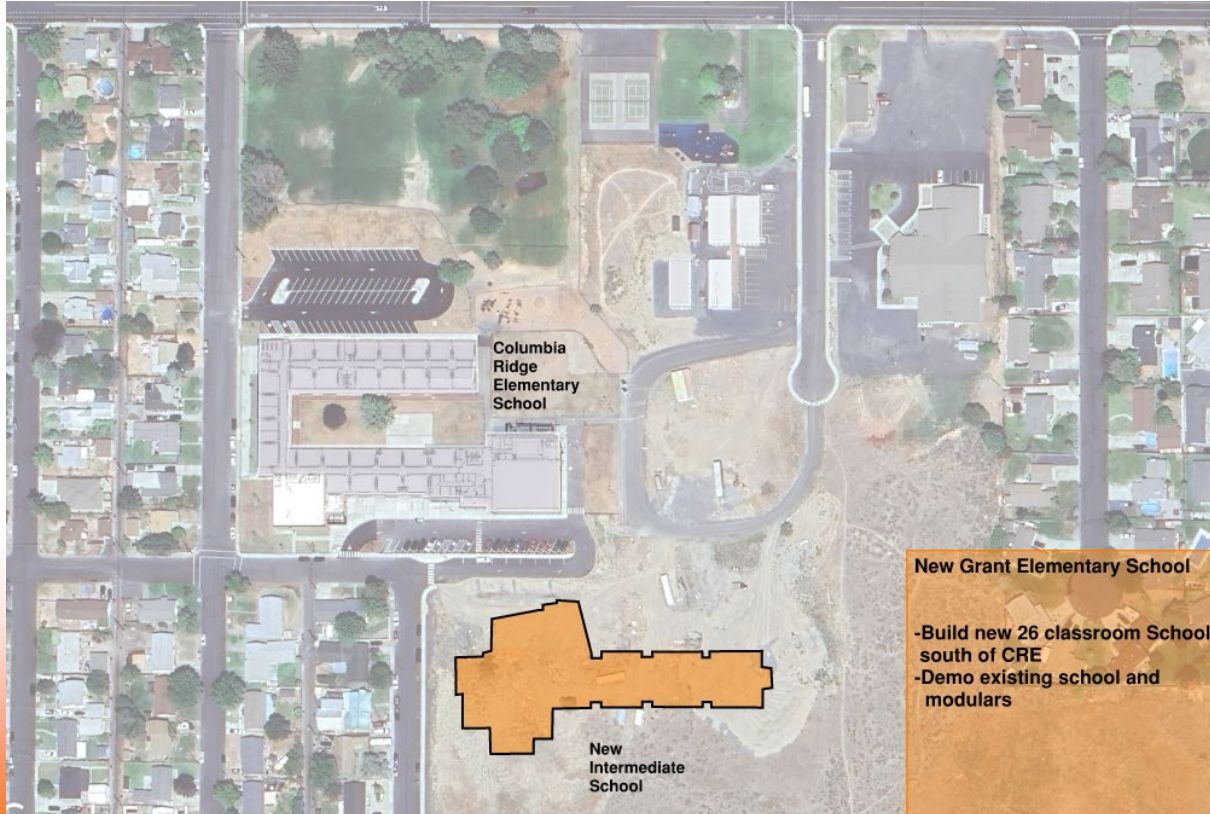 Columbia
Ridge
Elementary
School
New Grant Elementary School
-Build new 26 classroom School
south of CRE
-Demo existing school and
modulars
New
Intermediate
School